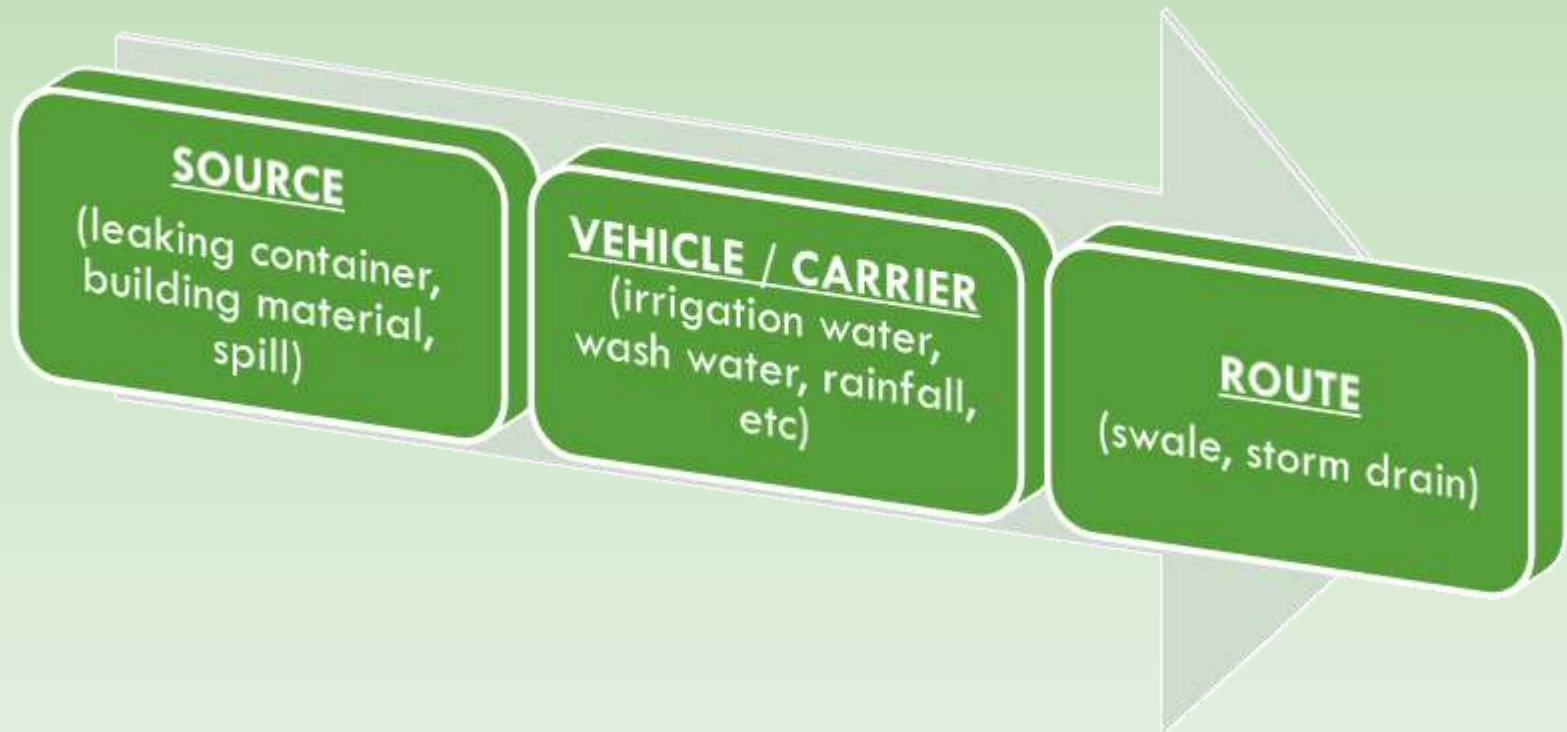 SOURCE
(leaking container,
building material,
spill)
VEHICLE / CARRIER
(irrigation water,
wash water, rainfall,
etc)
ROUTE
(swale, storm drain)